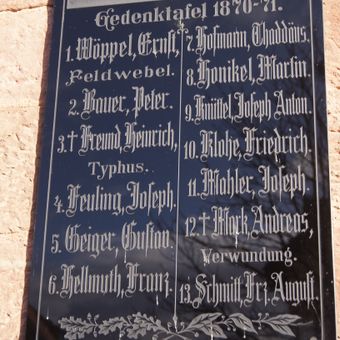 Gedenktafel 1870-71.
1. Wöppel, Ernst,
Feldwebel.
2. Bauer, Peter.
3. † Freund, Heinrich,
Typhus.
4. Feuling, Joseph.
5. Geiger, Gustav.
6. Hellmuth, Franz.
7. Hofmann, Thaddäus.
8. Honikel, Martin.
9. Knüttel, Joseph Anton.
10. Klohe, Friedrich.
11. Mohler, Joseph.
12. † Mark, Andreas,
Verwundung.
13. Schmitt, Frz. August.